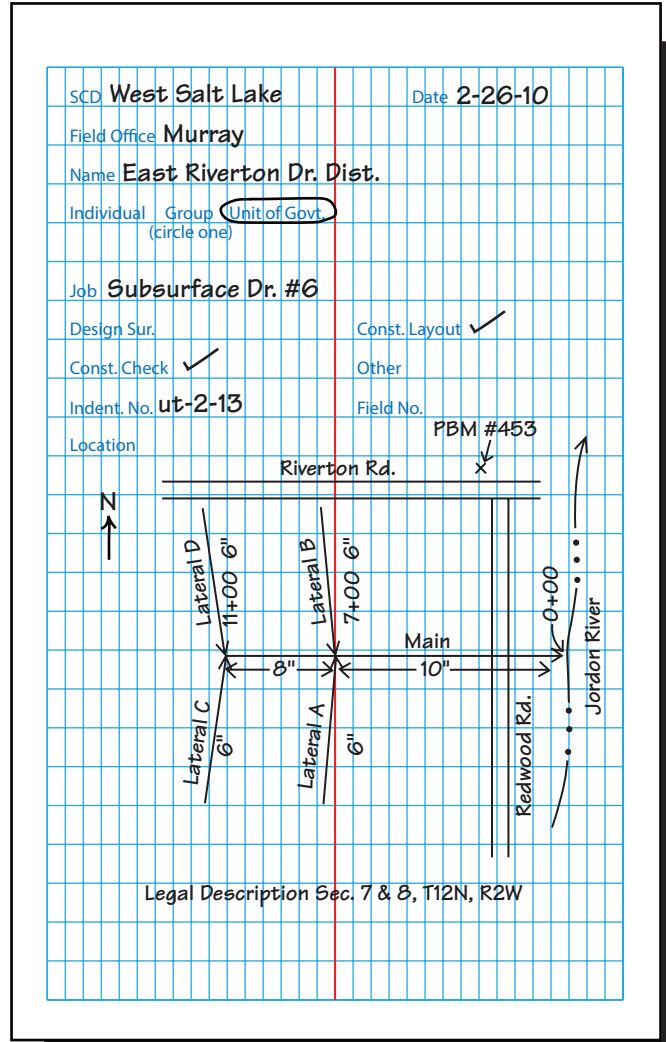 SCD West Salt Lake Date 2-26-10
Field Office Murray
Name East Riverton Dr. Dist.
Individual Group Unit of Govt.
(circle one)
Job Subsurface Dr. #6
Design Sur. Const. Layout ✓
Const. Check ✓ Other
Indent. No. ut-2-13 Field No.
Location
PBM #453
Riverton Rd.
N
Lateral D
11+00 6"
Lateral B
7+00 6"
0+00
Main
8"
10"
Jordon River
Lateral C
6"
Lateral A
6"
Redwood Rd.
Legal Description Sec. 7 & 8, T12N, R2W